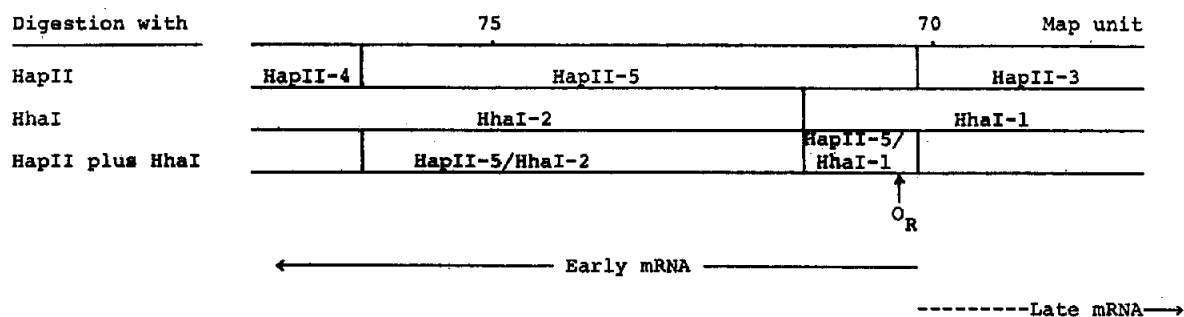 Digestion with 75 70 Map unit
HapII HapII-4 HapII-5 HapII-3
HhaI HhaI-2 HhaI-1
HapII plus HhaI HapII-5/HhaI-2 HapII-5/
HhaI-1
OR
Early mRNA
Late mRNA